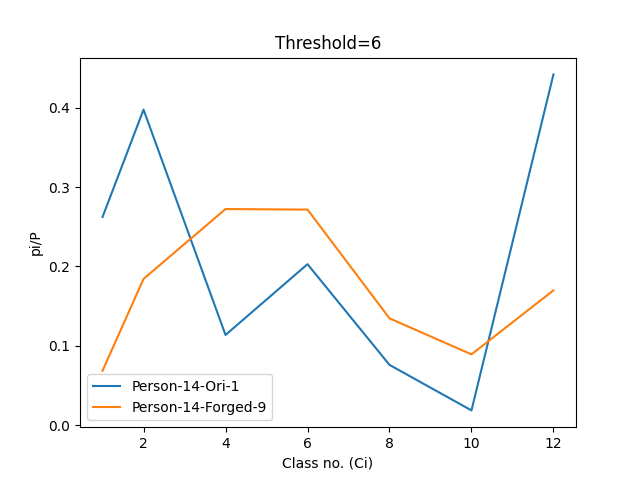 Threshold=6
pi/P
0.4
0.3
0.2
0.1
0.0
Person-14-Ori-1
Person-14-Forged-9
2 4 6 8 10 12
Class no. (Ci)